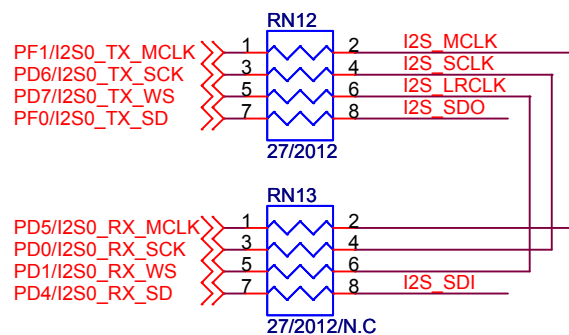 RN12
PF1/I2S0_TX_MCLK 1 2 I2S_MCLK
PD6/I2S0_TX_SCK 3 4 I2S_SCLK
PD7/I2S0_TX_WS 5 6 I2S_LRCLK
PF0/I2S0_TX_SD 7 8 I2S_SDO
27/2012
RN13
PD5/I2S0_RX_MCLK 1 2
PD0/I2S0_RX_SCK 3 4
PD1/I2S0_RX_WS 5 6
PD4/I2S0_RX_SD 7 8 I2S_SDI
27/2012/N.C